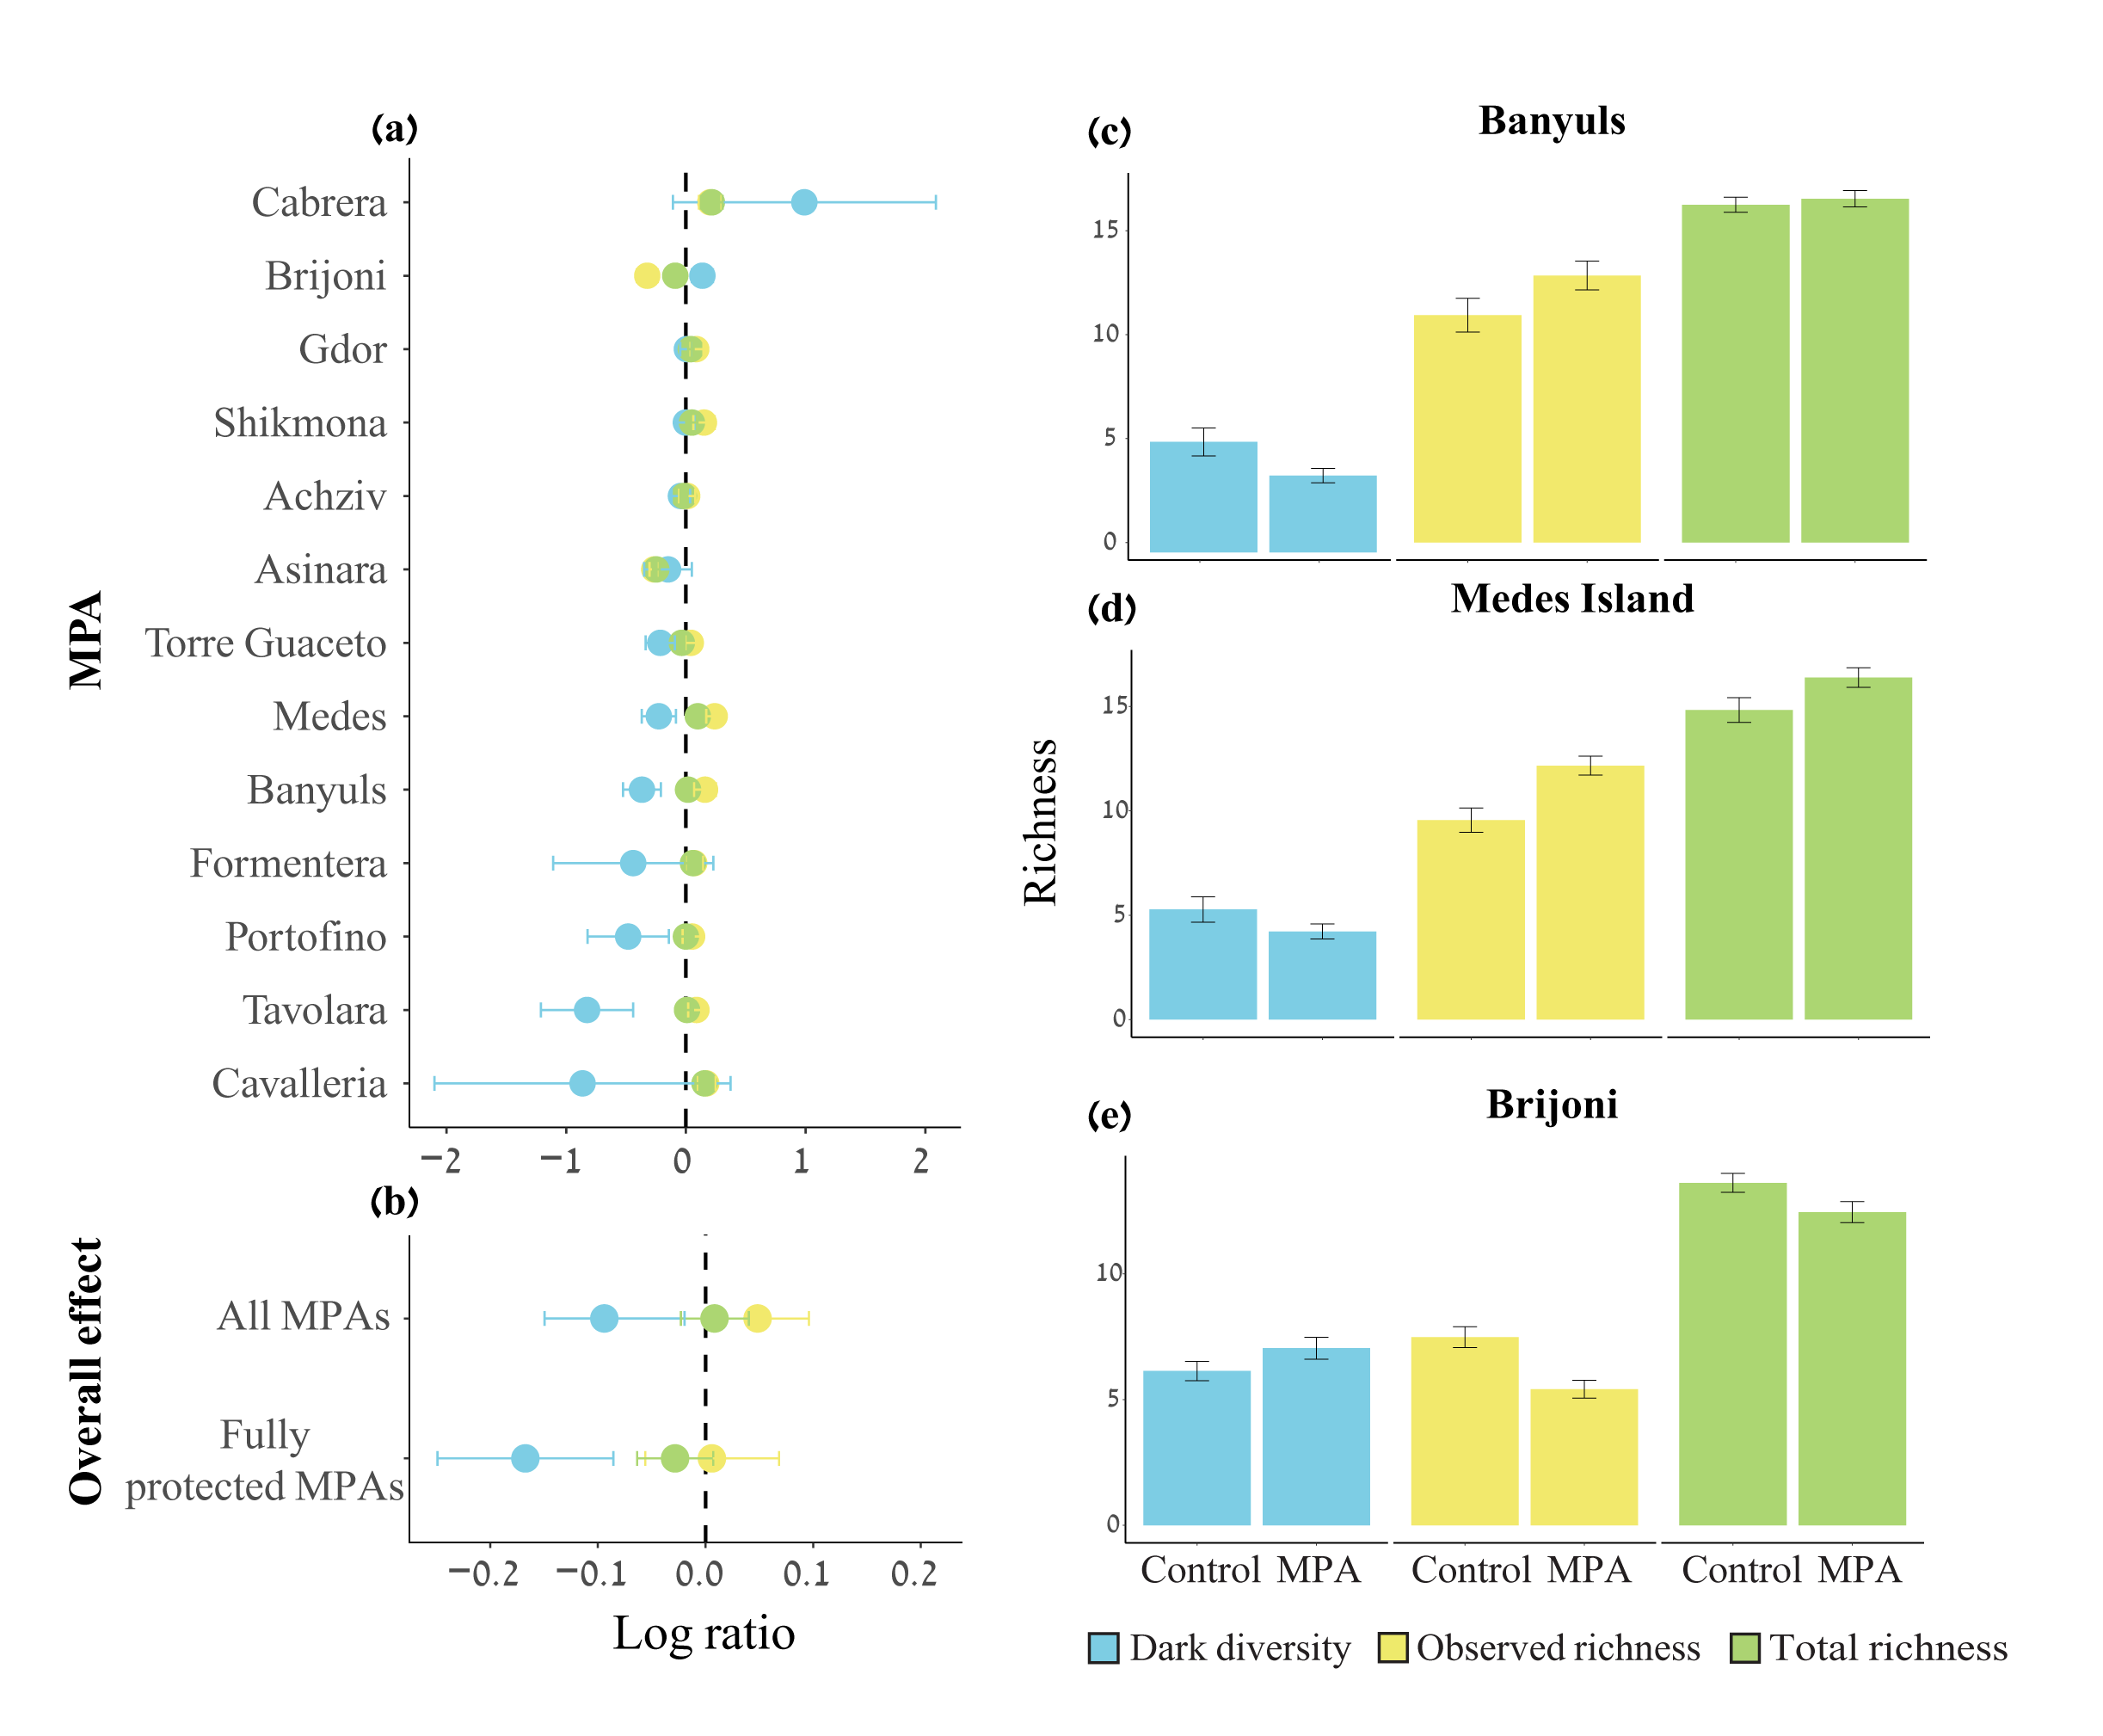 (a)
Cabrera
Brijoni
Gdor
Shikmona
Achziv
Asinara
Torre Guaceto
Medes
Banyuls
Formentera
Portofino
Tavolara
Cavalleria
MPA
−2 −1 0 1 2
(b)
All MPAs
Fully
protected MPAs
Overall effect
−0.2 −0.1 0.0 0.1 0.2
Log ratio
(c)
Banyuls
15
10
5
0
(d)
Medes Island
15
10
5
0
Richness
(e)
Brijoni
10
5
0
Control MPA Control MPA Control MPA
Dark diversity Observed richness Total richness